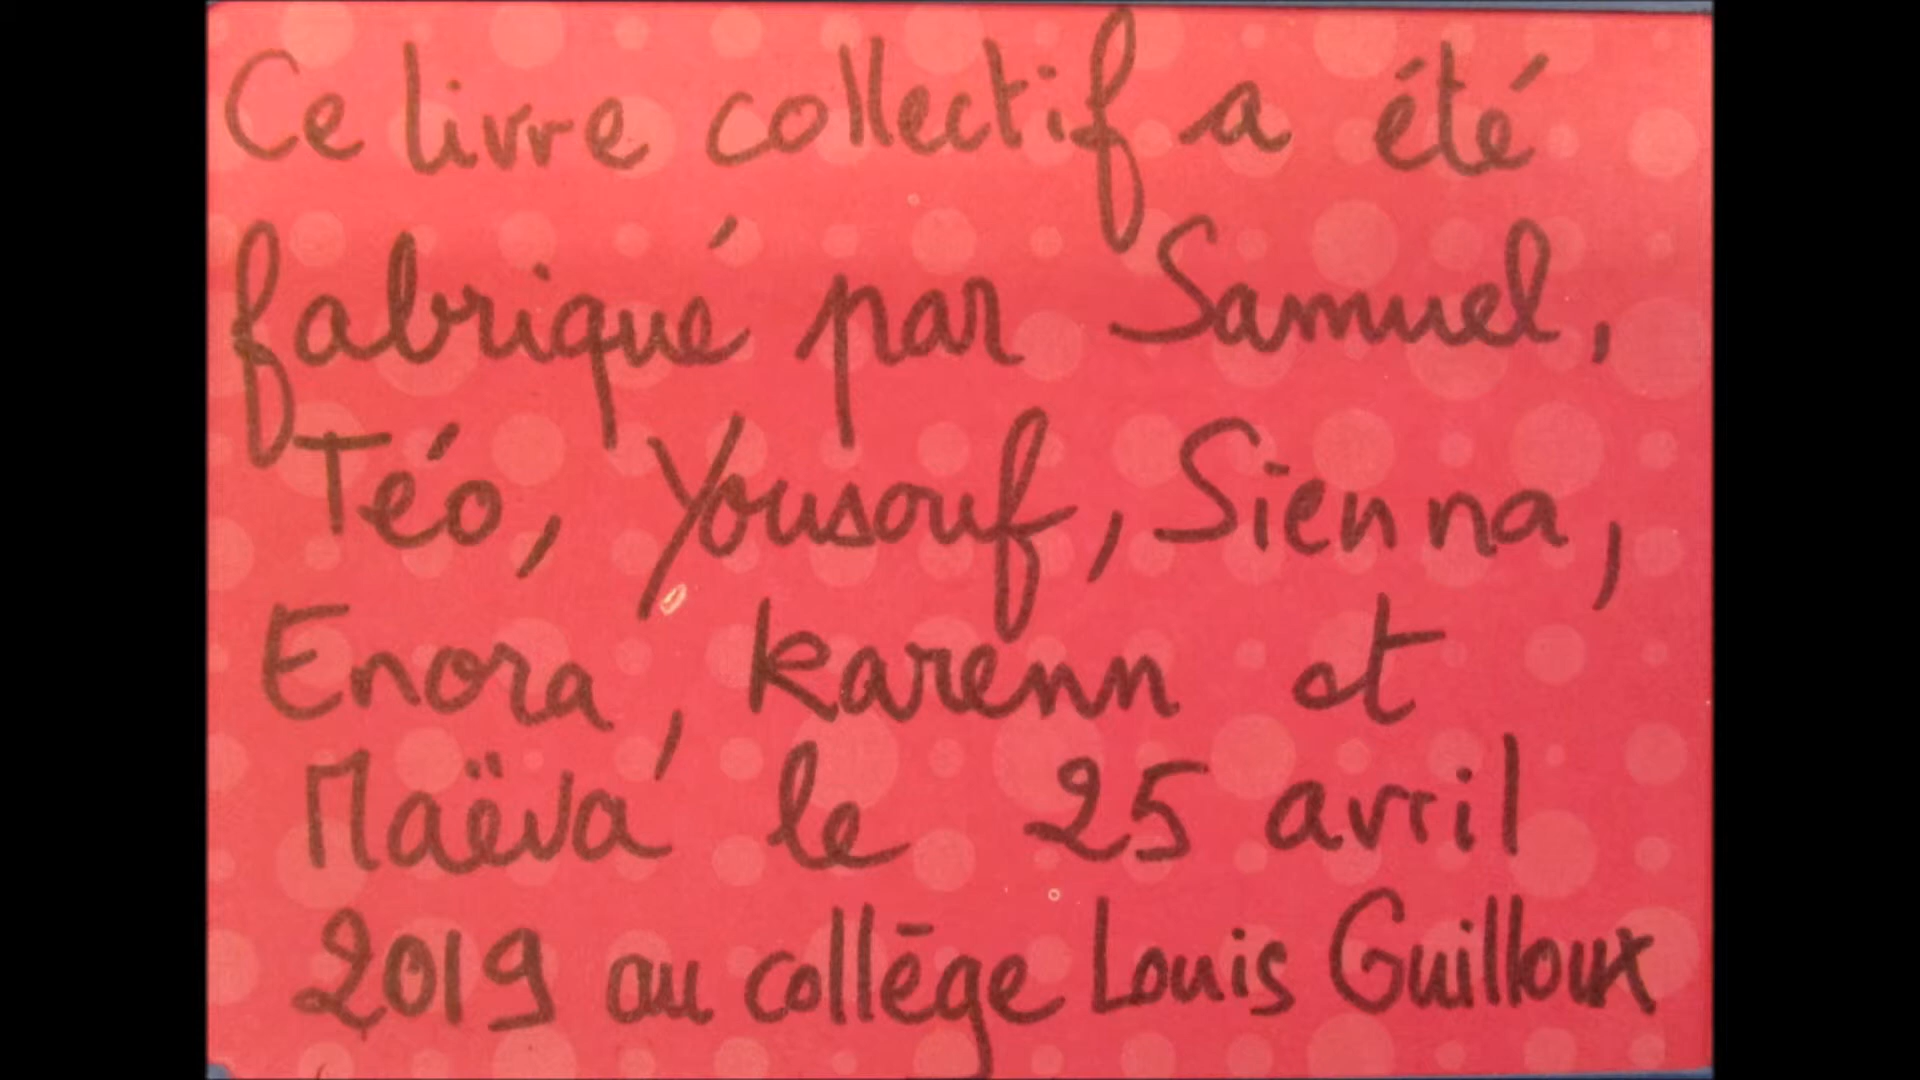 Ce livre collectif a été
fabriqué par Samuel,
Téo, Yousouf, Sienna,
Enora, Karenn et
Maëva le 25 avril
2019 au collège Louis Guilloux